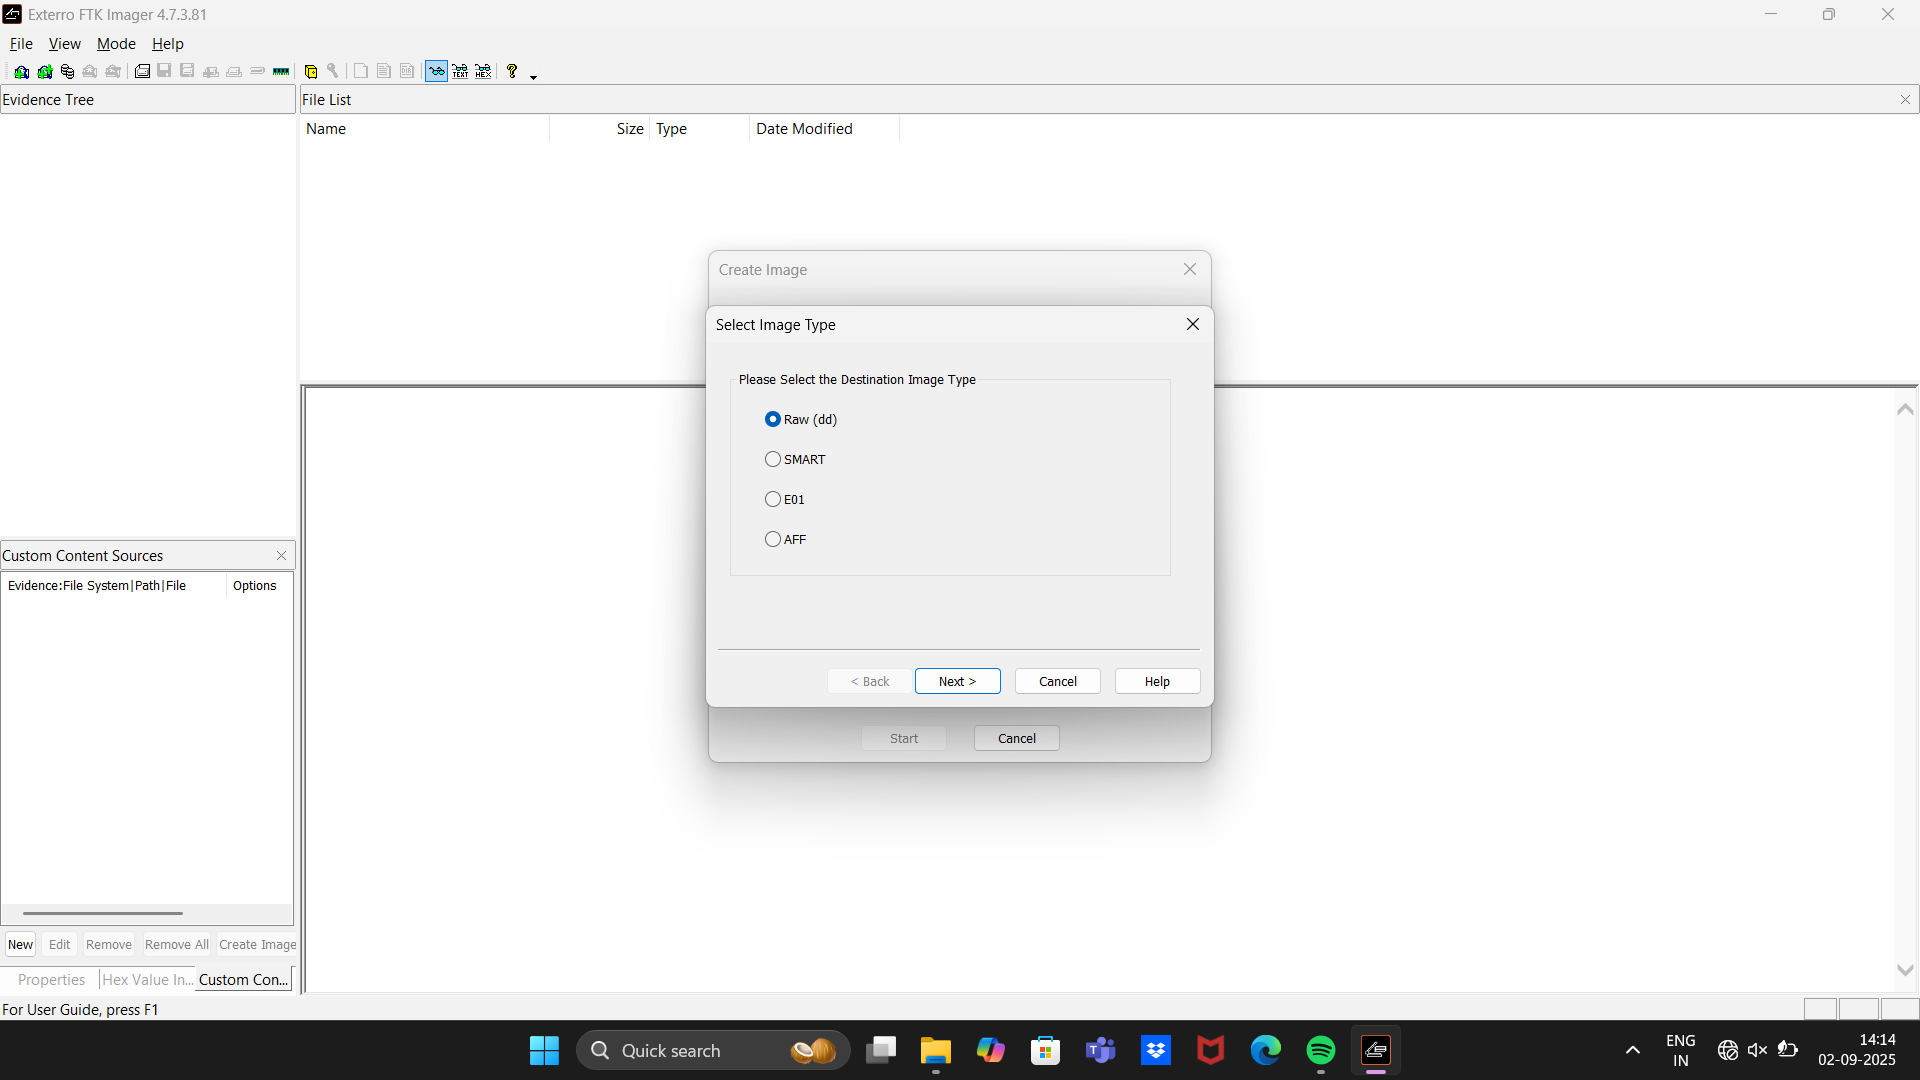 Exterro FTK Imager 4.7.3.81
File View Mode Help
TEXT HEX ?
Evidence Tree
File List
Name Size Type Date Modified
Create Image
Select Image Type
Please Select the Destination Image Type
Raw (dd)
SMART
E01
AFF
< Back Next > Cancel Help
Start Cancel
Custom Content Sources
Evidence:File System|Path|File Options
New Edit Remove Remove All Create Image
Properties Hex Value In... Custom Con...
For User Guide, press F1
Quick search
ENG
IN
14:14
02-09-2025